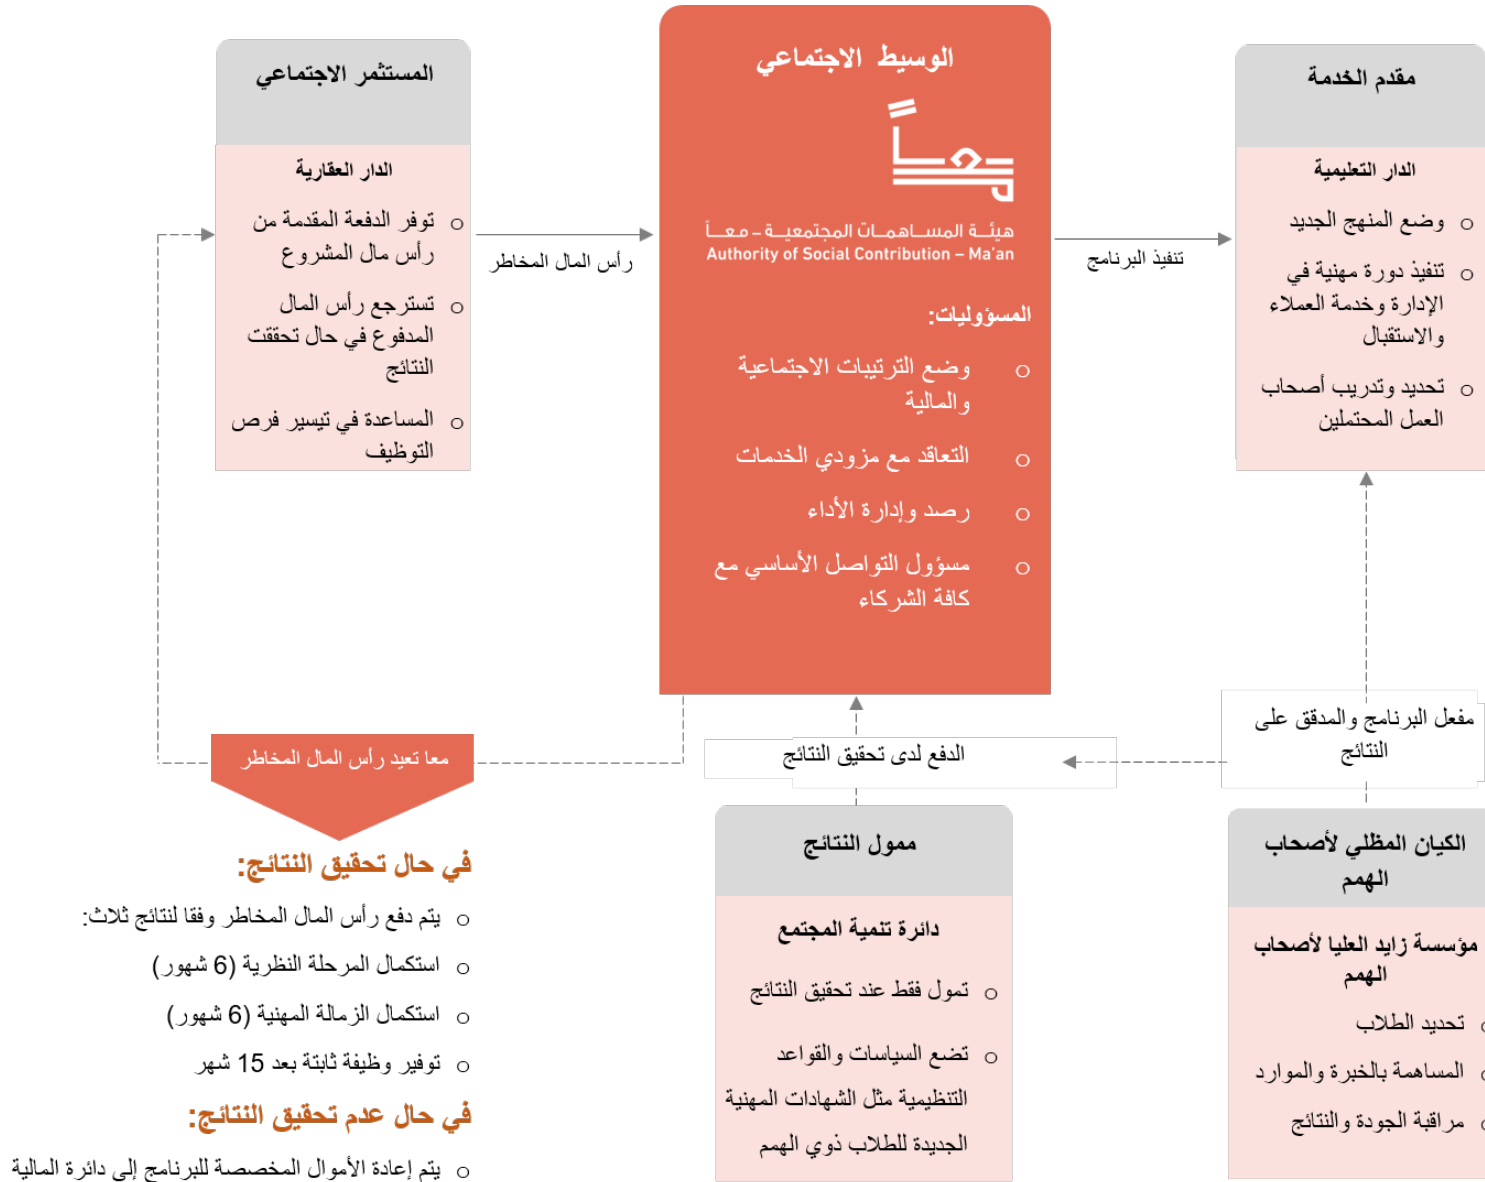 مقدم الخدمة
الدار التعليمية
o وضع المنهج الجديد
o تنفيذ دورة مهنية في
الإدارة وخدمة العملاء
والاستقبال
o تحديد وتدريب أصحاب
العمل المحتملين
تنفيذ البرنامج
الوسيط الاجتماعي
معاً
هيئة المساهمات المجتمعية – معاً
Authority of Social Contribution – Ma'an
المسؤوليات:
o وضع الترتيبات الاجتماعية
والمالية
o التعاقد مع مزودي الخدمات
o رصد وإدارة الأداء
o مسؤول التواصل الأساسي مع
كافة الشركاء
رأس المال المخاطر
المستثمر الاجتماعي
الدار العقارية
o توفر الدفعة المقدمة من
رأس مال المشروع
o تسترجع رأس المال
المدفوع في حال تحققت
النتائج
o المساعدة في تيسير فرص
التوظيف
مفعل البرنامج والمدقق على
النتائج
الدفع لدى تحقيق النتائج
معا تعيد رأس المال المخاطر
الكيان المظلي لأصحاب
الهمم
مؤسسة زايد العليا لأصحاب
الهمم
o تحديد الطلاب
o المساهمة بالخبرة والموارد
o مراقبة الجودة والنتائج
ممول النتائج
دائرة تنمية المجتمع
o تمول فقط عند تحقيق النتائج
o تضع السياسات والقواعد
التنظيمية مثل الشهادات المهنية
الجديدة للطلاب ذوي الهمم
في حال تحقيق النتائج:
o يتم دفع رأس المال المخاطر وفقا لنتائج ثلاث:
o استكمال المرحلة النظرية (6 شهور)
o استكمال الزمالة المهنية (6 شهور)
o توفير وظيفة ثابتة بعد 15 شهر
في حال عدم تحقيق النتائج:
o يتم إعادة الأموال المخصصة للبرنامج إلى دائرة المالية